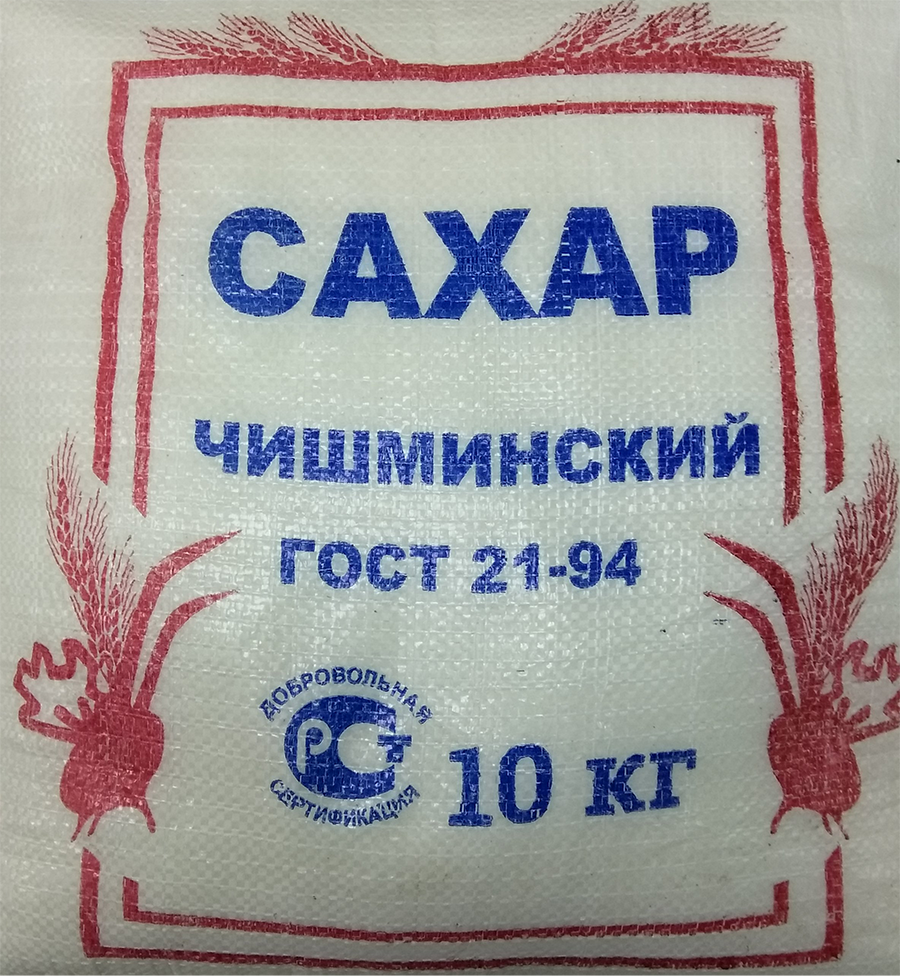 САХАР
ЧИШМИНСКИЙ
ГОСТ 21-94
ДОБРОВОЛЬНАЯ
РСТ
СЕРТИФИКАЦИЯ
10 КГ